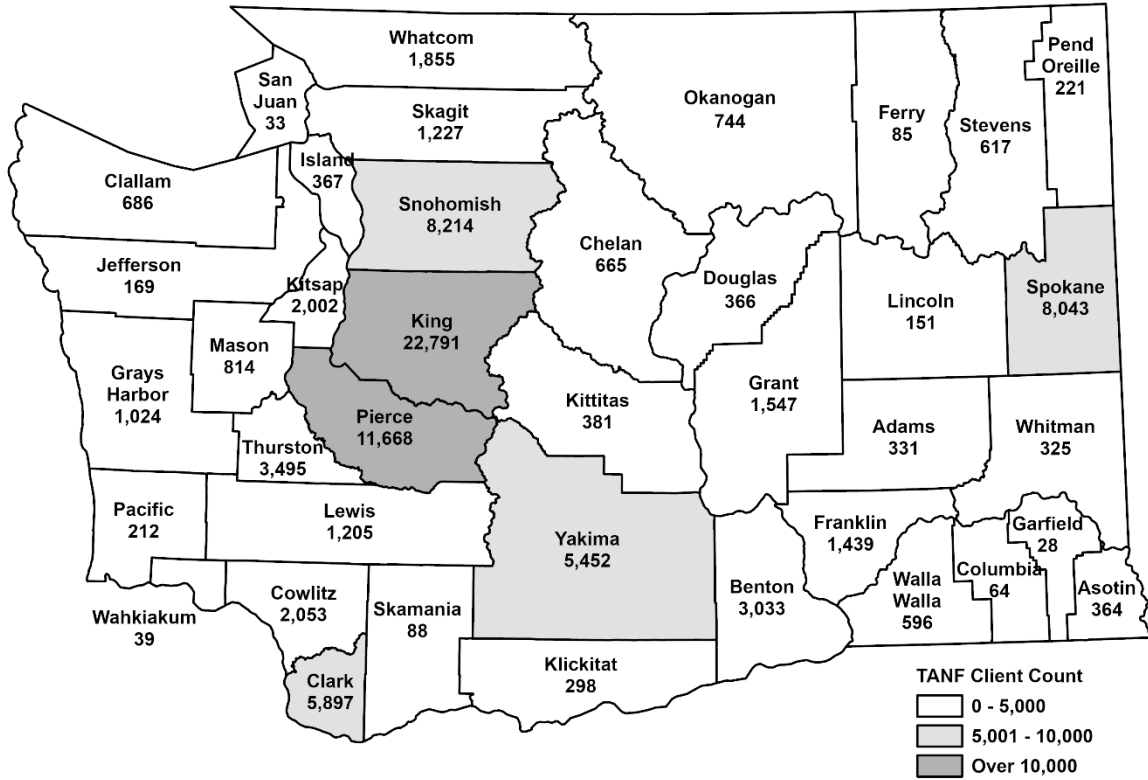 Whatcom
1,855
San
Juan
33
Skagit
1,227
Island
367
Okanogan
744
Ferry
85
Stevens
617
Pend
Oreille
221
Clallam
686
Snohomish
8,214
Chelan
665
Douglas
366
Jefferson
169
Kitsap
2,002
King
22,791
Lincoln
151
Spokane
8,043
Mason
814
Grays
Harbor
1,024
Pierce
11,668
Kittitas
381
Grant
1,547
Adams
331
Whitman
325
Thurston
3,495
Pacific
212
Lewis
1,205
Yakima
5,452
Benton
3,033
Franklin
1,439
Walla
Walla
596
Columbia
64
Garfield
28
Asotin
364
Wahkiakum
39
Cowlitz
2,053
Skamania
88
Clark
5,897
Klickitat
298
TANF Client Count
0 - 5,000
5,001 - 10,000
Over 10,000